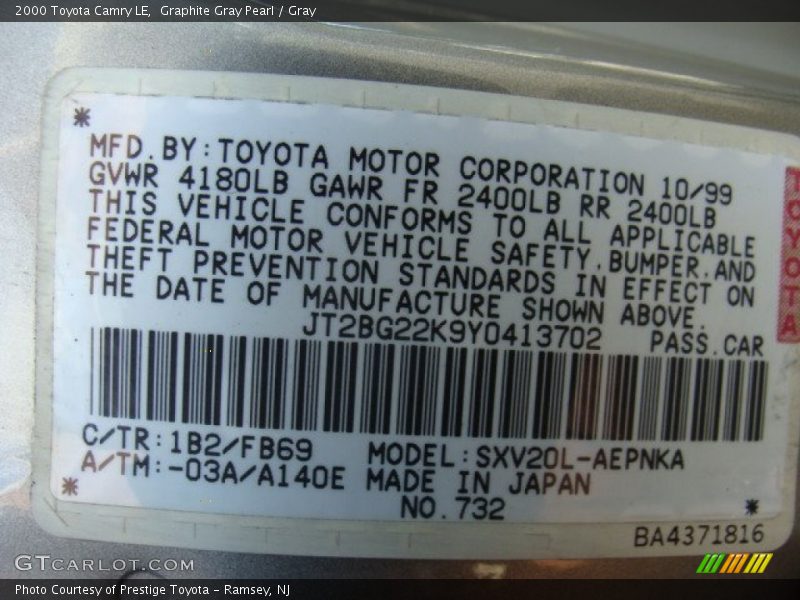 2000 Toyota Camry LE, Graphite Gray Pearl / Gray
MFD.BY:TOYOTA MOTOR CORPORATION 10/99
GVWR 4180LB GAWR FR 2400LB RR 2400LB
THIS VEHICLE CONFORMS TO ALL APPLICABLE
FEDERAL MOTOR VEHICLE SAFETY,BUMPER,AND
THEFT PREVENTION STANDARDS IN EFFECT ON
THE DATE OF MANUFACTURE SHOWN ABOVE.
JT2BG22K9Y0413702 PASS.CAR
TOYOTA
C/TR:1B2/FB69 MODEL:SXV20L-AEPNKA
A/TM:-03A/A140E MADE IN JAPAN
NO.732
BA4371816
GTCARLOT.COM
Photo Courtesy of Prestige Toyota - Ramsey, NJ